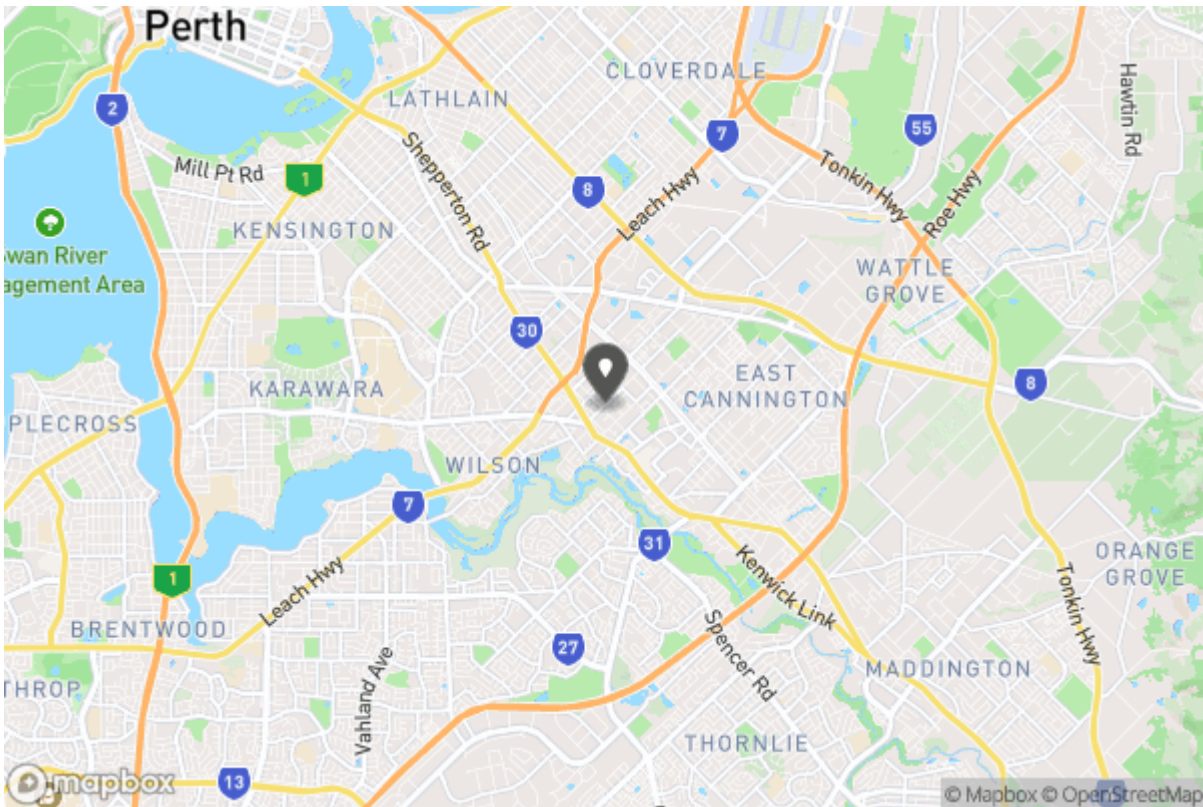 Perth
CLOVERDALE
LATHLAIN
2
55
7
Hawtin Rd
Mill Pt Rd
1
Shepperton Rd
8
Tonkin Hwy
Roe Hwy
Leach Hwy
KENSINGTON
Swan River
agement Area
WATTLE
GROVE
30
KARAWARA
EAST
CANNINGTON
8
PLECROSS
WILSON
7
31
Kenwick Link
ORANGE
GROVE
1
Leach Hwy
Tonkin Hwy
BRENTWOOD
27
Spencer Rd
MADDINGTON
THROP
Vahland Ave
THORNLIE
13
mapbox
© Mapbox © OpenStreetMap